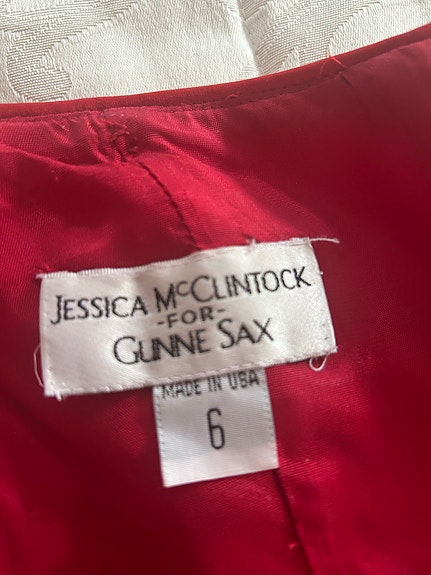 JESSICA McCLINTOCK
-FOR-
GUNNE SAX
MADE IN USA
6